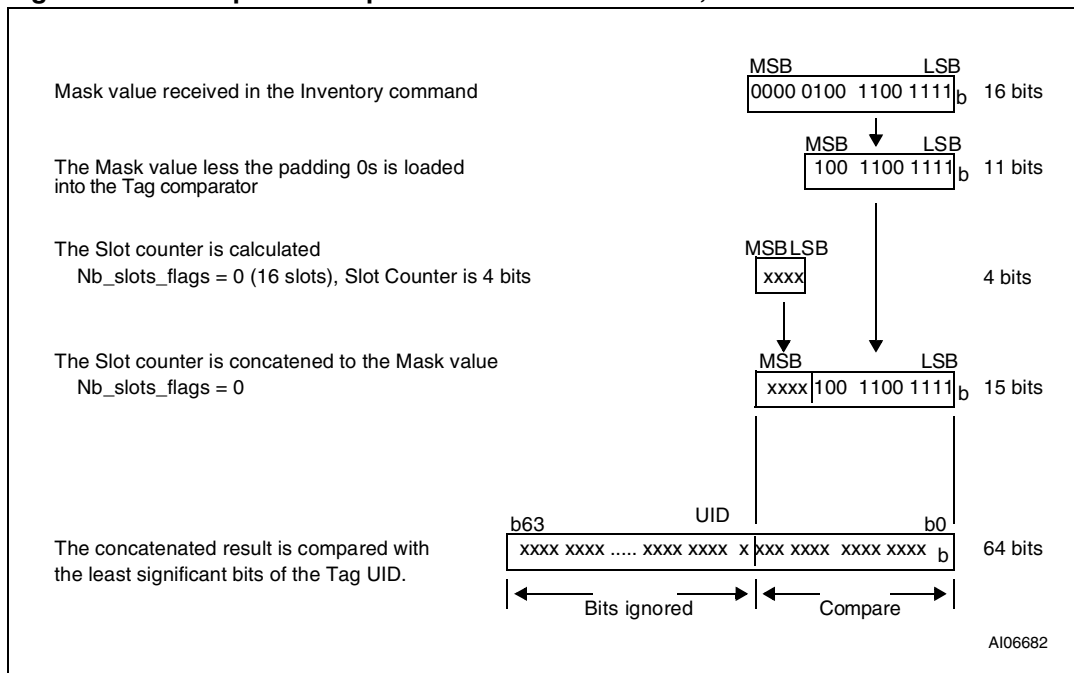 MSB LSB
Mask value received in the Inventory command 0000 0100 1100 1111 b 16 bits
MSB LSB
The Mask value less the padding 0s is loaded
into the Tag comparator
100 1100 1111 b 11 bits
The Slot counter is calculated
MSB LSB
Nb_slots_flags = 0 (16 slots), Slot Counter is 4 bits xxxx 4 bits
The Slot counter is concatened to the Mask value
MSB LSB
Nb_slots_flags = 0 xxxx 100 1100 1111 b 15 bits
UID
b63 b0
The concatenated result is compared with
the least significant bits of the Tag UID.
xxxx xxxx ..... xxxx xxxx x xxx xxxx xxxx xxxx b 64 bits
Bits ignored Compare
AI06682